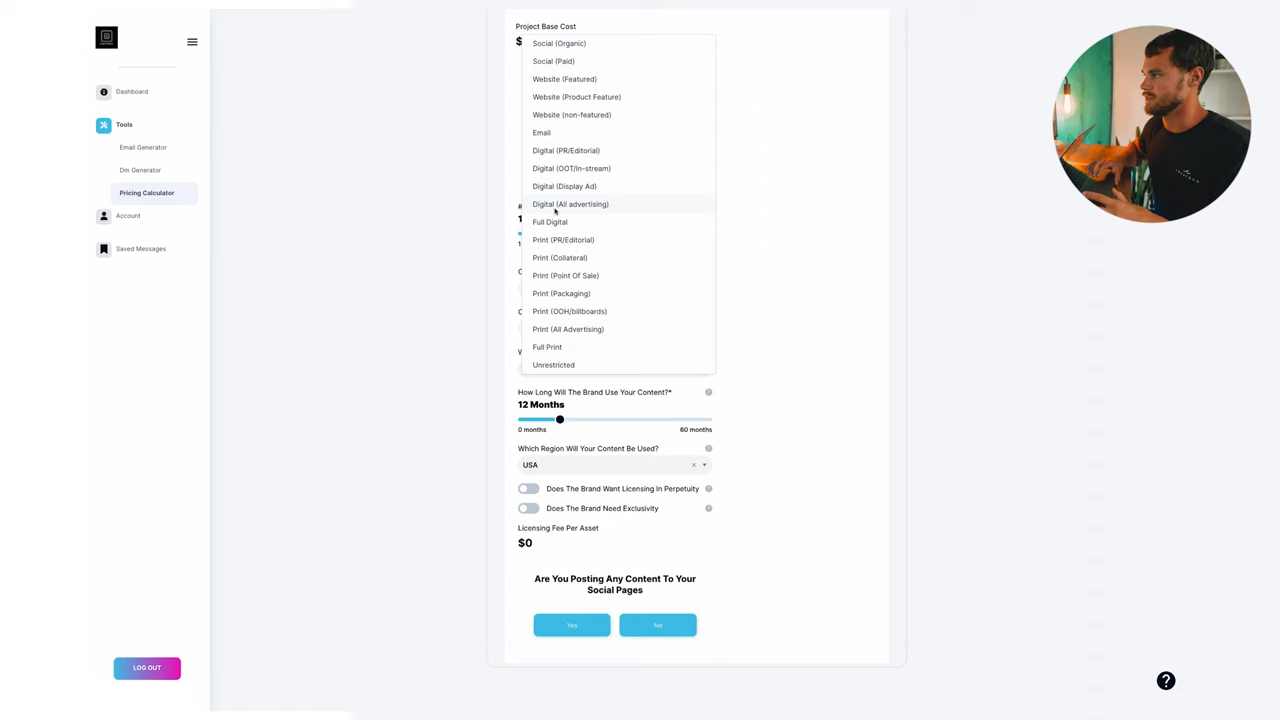 Dashboard
Tools
Email Generator
Dm Generator
Pricing Calculator
Account
Saved Messages
LOG OUT
Project Base Cost
$
Social (Organic)
Social (Paid)
Website (Featured)
Website (Product Feature)
Website (non-featured)
Email
Digital (PR/Editorial)
Digital (OOT/In-stream)
Digital (Display Ad)
Digital (All advertising)
Full Digital
Print (PR/Editorial)
Print (Collateral)
Print (Point Of Sale)
Print (Packaging)
Print (OOH/billboards)
Print (All Advertising)
Full Print
Unrestricted
How Long Will The Brand Use Your Content?*
12 Months
0 months 60 months
Which Region Will Your Content Be Used?
USA
Does The Brand Want Licensing In Perpetuity
Does The Brand Need Exclusivity
Licensing Fee Per Asset
$0
Are You Posting Any Content To Your
Social Pages
Yes No